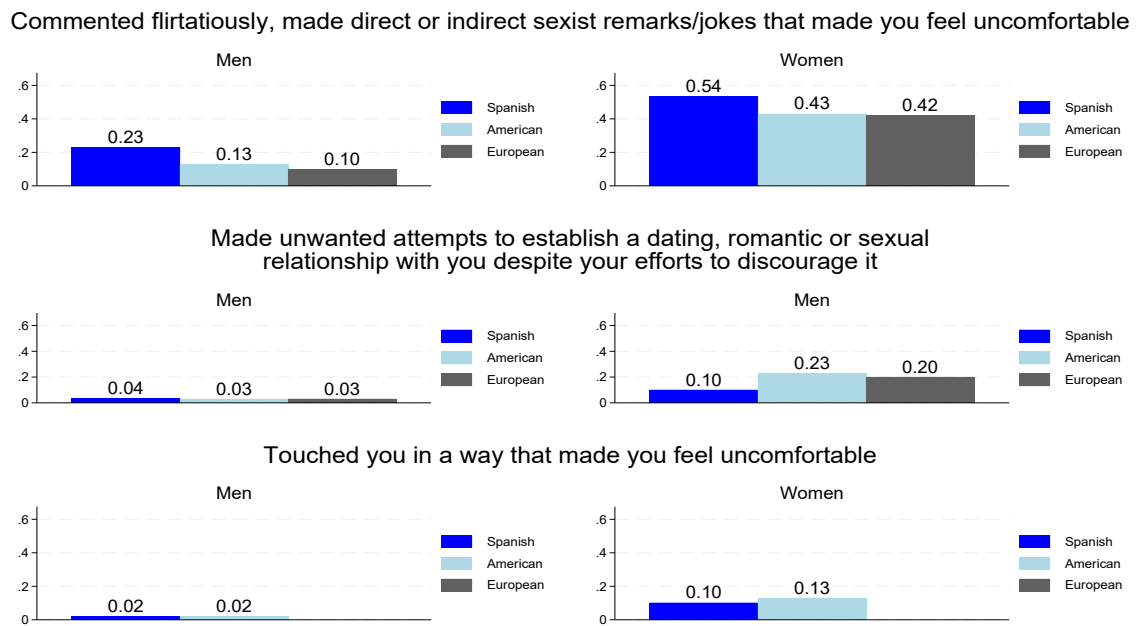 Commented flirtatiously, made direct or indirect sexist remarks/jokes that made you feel uncomfortable
Men
.6
.4
.2
0
0.23
0.13
0.10
Spanish
American
European
Women
.6
.4
.2
0
0.54
0.43
0.42
Spanish
American
European
Made unwanted attempts to establish a dating, romantic or sexual
relationship with you despite your efforts to discourage it
Men
.6
.4
.2
0
0.04
0.03
0.03
Spanish
American
European
Men
.6
.4
.2
0
0.10
0.23
0.20
Spanish
American
European
Touched you in a way that made you feel uncomfortable
Men
.6
.4
.2
0
0.02
0.02
Spanish
American
European
Women
.6
.4
.2
0
0.10
0.13
Spanish
American
European